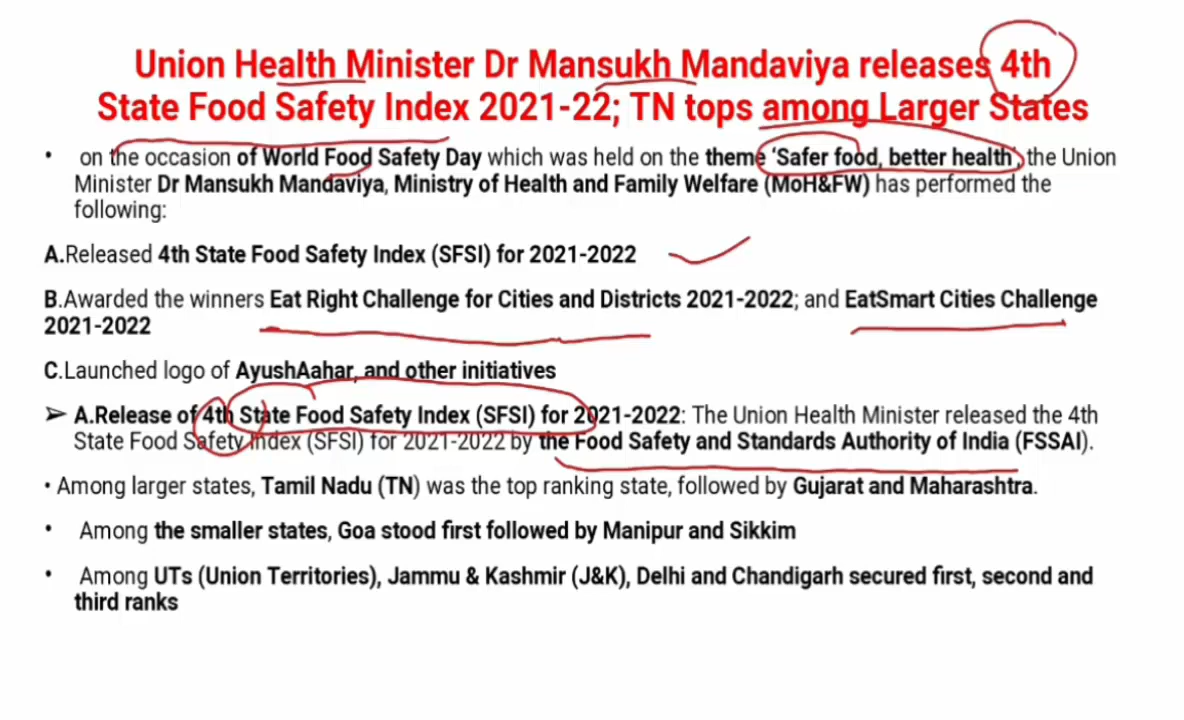 Union Health Minister Dr Mansukh Mandaviya releases 4th
State Food Safety Index 2021-22; TN tops among Larger States
• on the occasion of World Food Safety Day which was held on the theme ‘Safer food, better health’, the Union
Minister Dr Mansukh Mandaviya, Ministry of Health and Family Welfare (MoH&FW) has performed the
following:
A.Released 4th State Food Safety Index (SFSI) for 2021-2022
B.Awarded the winners Eat Right Challenge for Cities and Districts 2021-2022; and EatSmart Cities Challenge
2021-2022
C.Launched logo of AyushAahar, and other initiatives
➢ A.Release of 4th State Food Safety Index (SFSI) for 2021-2022: The Union Health Minister released the 4th
State Food Safety Index (SFSI) for 2021-2022 by the Food Safety and Standards Authority of India (FSSAI).
• Among larger states, Tamil Nadu (TN) was the top ranking state, followed by Gujarat and Maharashtra.
• Among the smaller states, Goa stood first followed by Manipur and Sikkim
• Among UTs (Union Territories), Jammu & Kashmir (J&K), Delhi and Chandigarh secured first, second and
third ranks